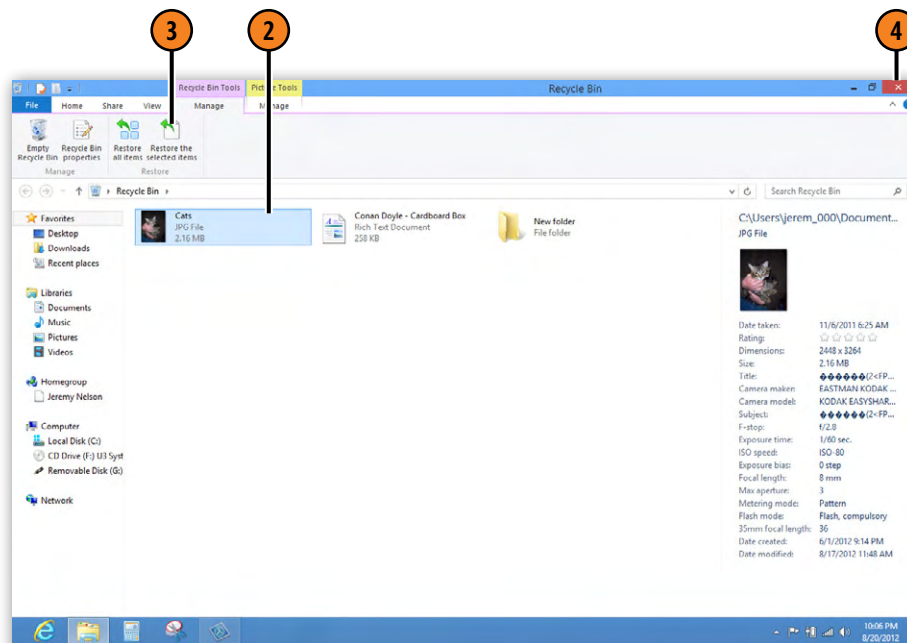 3 2 4
Recycle Bin Tools Picture Tools Recycle Bin
File Home Share View Manage Manage
Empty Recycle Bin
Recycle Bin properties
Restore all items
Restore the selected items
Manage Restore
Recycle Bin
Search Recycle Bin
Favorites
Desktop
Downloads
Recent places
Libraries
Documents
Music
Pictures
Videos
Homegroup
Jeremy Nelson
Computer
Local Disk (C:)
CD Drive (F:) U3 Syst
Removable Disk (G:)
Network
Cats
JPG File
2.16 MB
Conan Doyle - Cardboard Box
Rich Text Document
258 KB
New folder
File folder
C:\Users\jerem_000\Document...
JPG File
Date taken: 11/6/2011 6:25 AM
Rating:
Dimensions: 2448 x 3264
Size: 2.16 MB
Title: ������(2<FP...
Camera maker: EASTMAN KODAK ...
Camera model: KODAK EASYSHAR...
Subject: ������(2<FP...
F-stop: f/2.8
Exposure time: 1/60 sec.
ISO speed: ISO-80
Exposure bias: 0 step
Focal length: 8 mm
Max aperture: 3
Metering mode: Pattern
Flash mode: Flash, compulsory
35mm focal length: 36
Date created: 6/1/2012 9:14 PM
Date modified: 8/17/2012 11:48 AM
10:06 PM
8/20/2012